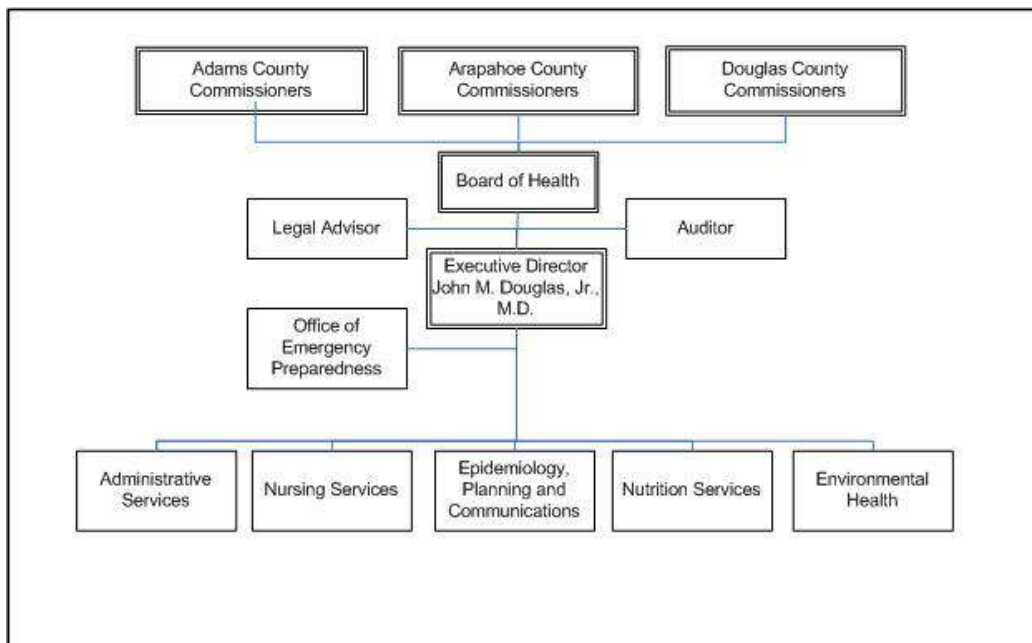 Adams County
Commissioners
Arapahoe County
Commissioners
Douglas County
Commissioners
Board of Health
Legal Advisor
Auditor
Executive Director
John M. Douglas, Jr.,
M.D.
Office of
Emergency
Preparedness
Administrative
Services
Nursing Services
Epidemiology,
Planning and
Communications
Nutrition Services
Environmental
Health